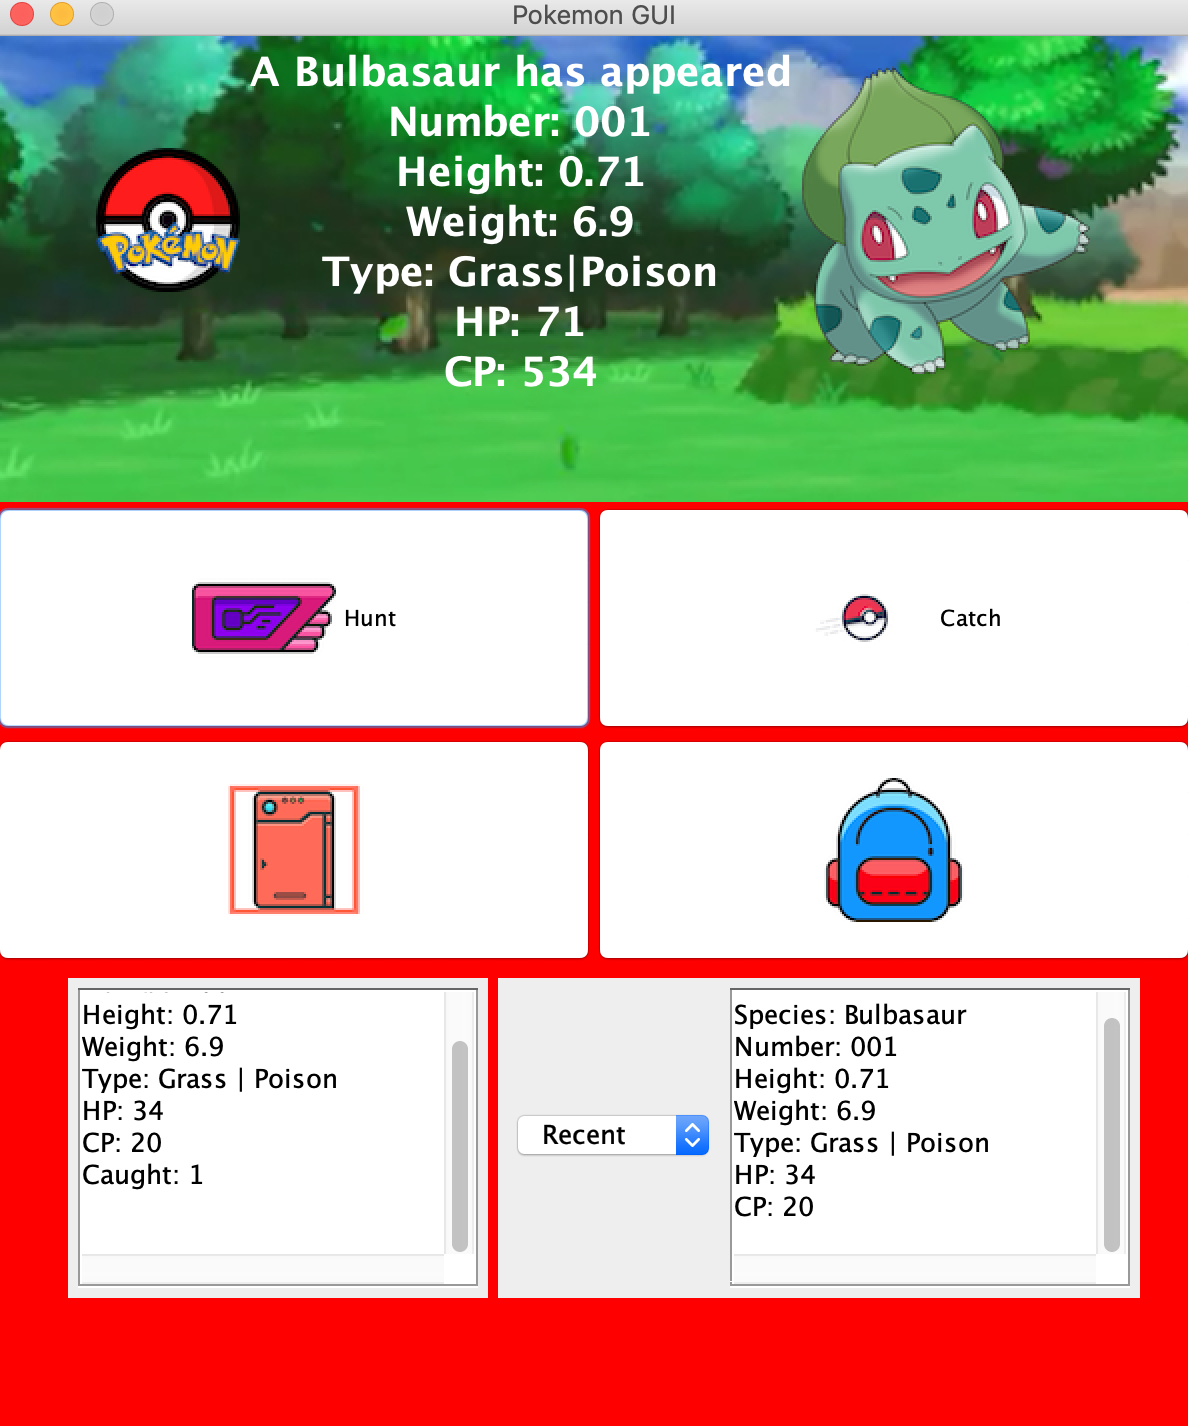 Pokemon GUI
A Bulbasaur has appeared
Number: 001
Height: 0.71
Weight: 6.9
Type: Grass|Poison
HP: 71
CP: 534
POKéMON
Hunt
Catch
Height: 0.71
Weight: 6.9
Type: Grass | Poison
HP: 34
CP: 20
Caught: 1
Recent
Species: Bulbasaur
Number: 001
Height: 0.71
Weight: 6.9
Type: Grass | Poison
HP: 34
CP: 20